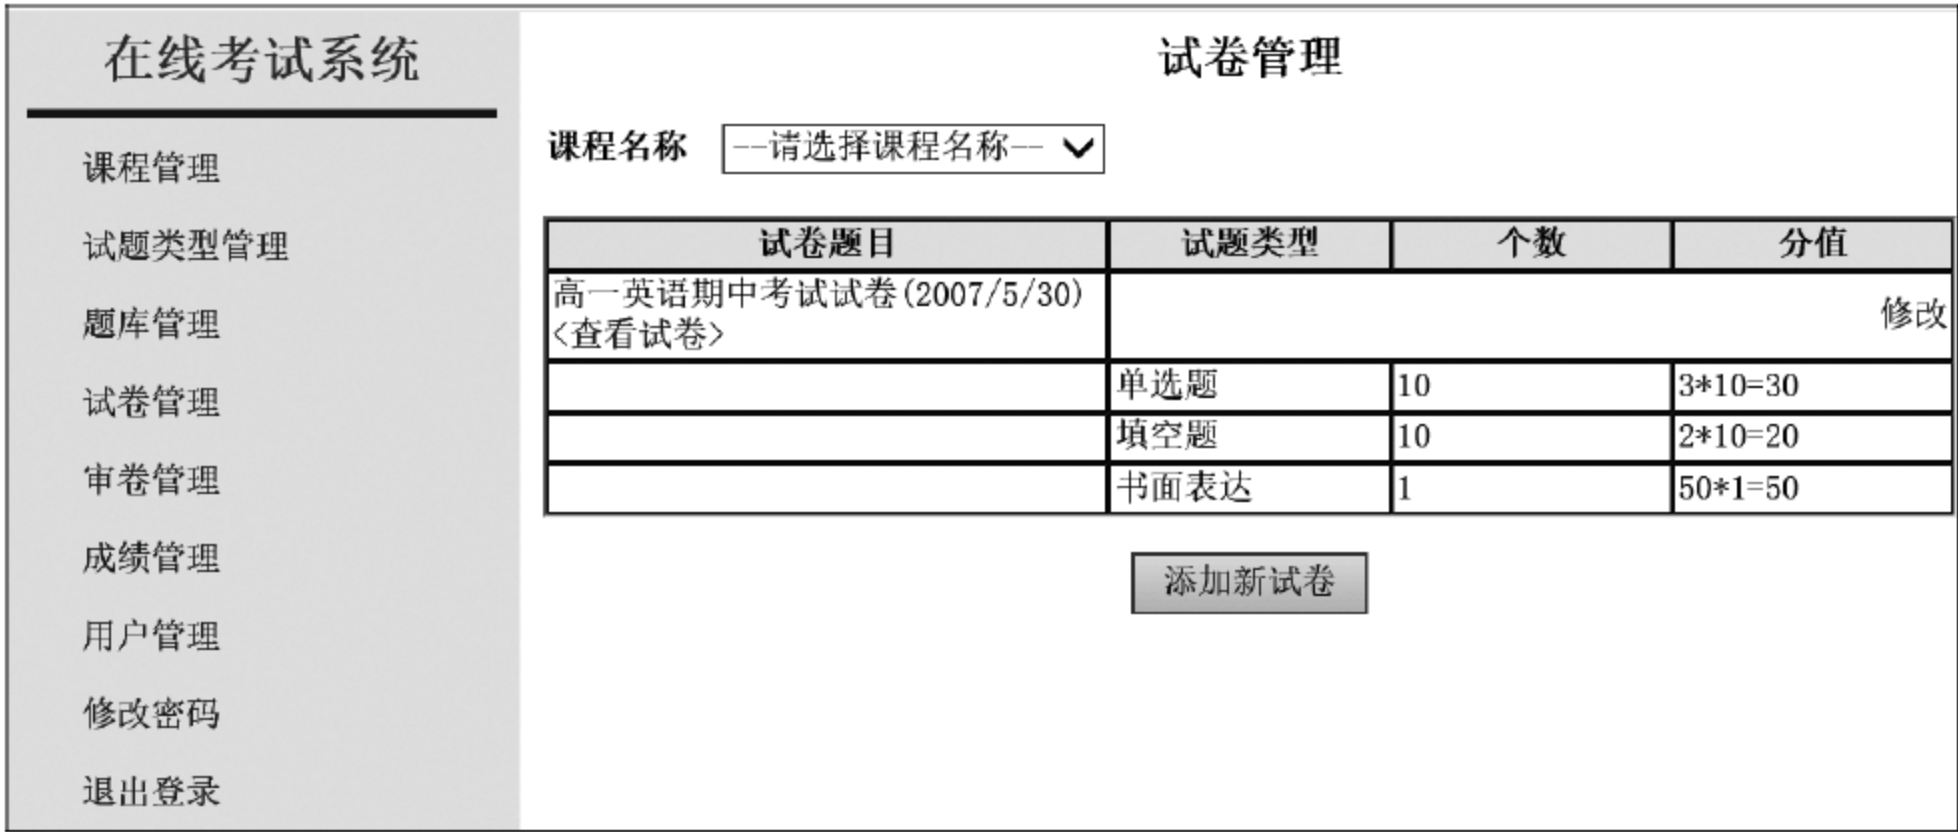 在线考试系统
课程管理
试题类型管理
题库管理
试卷管理
审卷管理
成绩管理
用户管理
修改密码
退出登录
试卷管理
课程名称 --请选择课程名称--
试卷题目 试题类型 个数 分值
高一英语期中考试试卷(2007/5/30)
<查看试卷>
修改
单选题 10 3*10=30
填空题 10 2*10=20
书面表达 1 50*1=50
添加新试卷